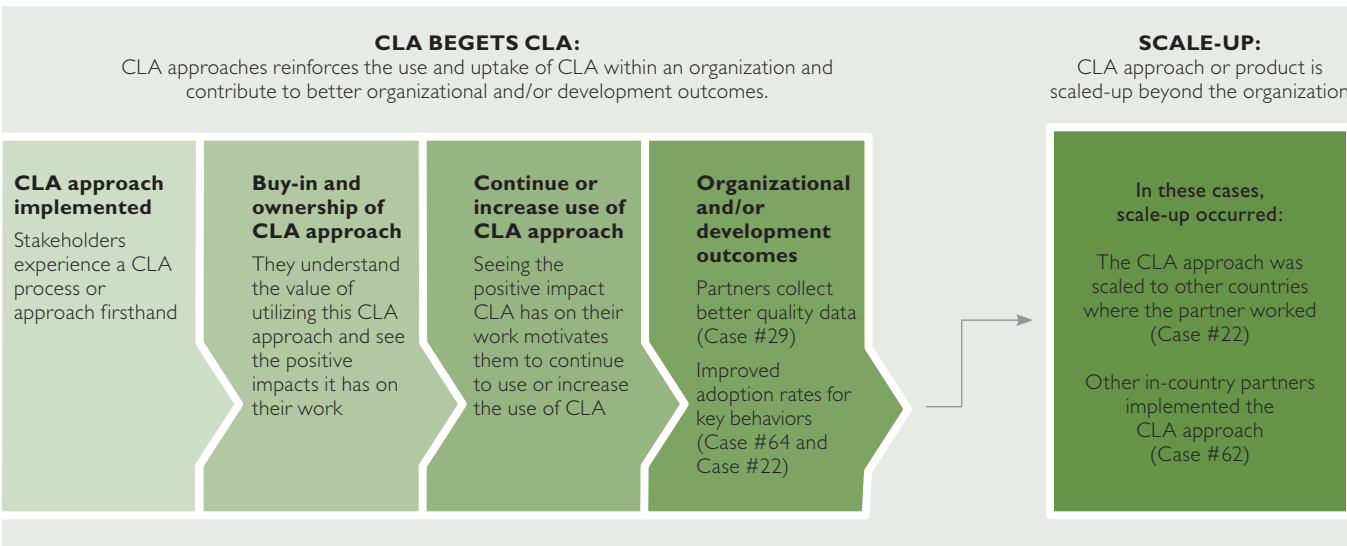 CLA BEGETS CLA:
CLA approaches reinforces the use and uptake of CLA within an organization and
contribute to better organizational and/or development outcomes.
SCALE-UP:
CLA approach or product is
scaled-up beyond the organization
CLA approach
implemented
Stakeholders
experience a CLA
process or
approach firsthand
Buy-in and
ownership of
CLA approach
They understand
the value of
utilizing this CLA
approach and see
the positive
impacts it has on
their work
Continue or
increase use of
CLA approach
Seeing the
positive impact
CLA has on their
work motivates
them to continue
to use or increase
the use of CLA
Organizational
and/or
development
outcomes
Partners collect
better quality data
(Case #29)
Improved
adoption rates for
key behaviors
(Case #64 and
Case #22)
In these cases,
scale-up occurred:
The CLA approach was
scaled to other countries
where the partner worked
(Case #22)
Other in-country partners
implemented the
CLA approach
(Case #62)